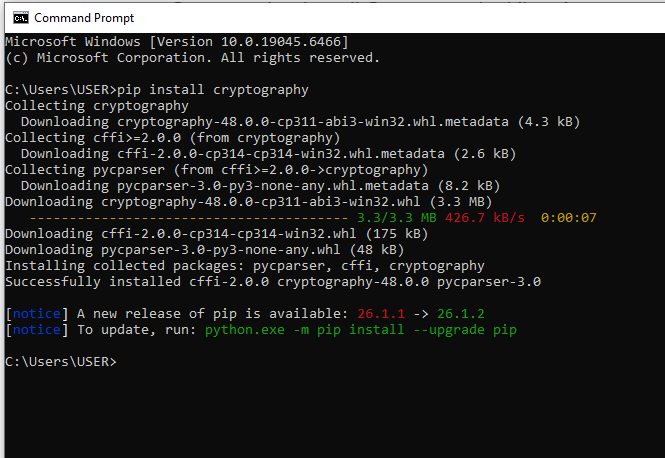 Command Prompt
Microsoft Windows [Version 10.0.19045.6466]
(c) Microsoft Corporation. All rights reserved.
C:\Users\USER>pip install cryptography
Collecting cryptography
  Downloading cryptography-48.0.0-cp311-abi3-win32.whl.metadata (4.3 kB)
Collecting cffi>=2.0.0 (from cryptography)
  Downloading cffi-2.0.0-cp314-cp314-win32.whl.metadata (2.6 kB)
Collecting pycparser (from cffi>=2.0.0->cryptography)
  Downloading pycparser-3.0-py3-none-any.whl.metadata (8.2 kB)
Downloading cryptography-48.0.0-cp311-abi3-win32.whl (3.3 MB)
   ---------------------------------------- 3.3/3.3 MB 426.7 kB/s  0:00:07
Downloading cffi-2.0.0-cp314-cp314-win32.whl (175 kB)
Downloading pycparser-3.0-py3-none-any.whl (48 kB)
Installing collected packages: pycparser, cffi, cryptography
Successfully installed cffi-2.0.0 cryptography-48.0.0 pycparser-3.0
[notice] A new release of pip is available: 26.1.1 -> 26.1.2
[notice] To update, run: python.exe -m pip install --upgrade pip
C:\Users\USER>